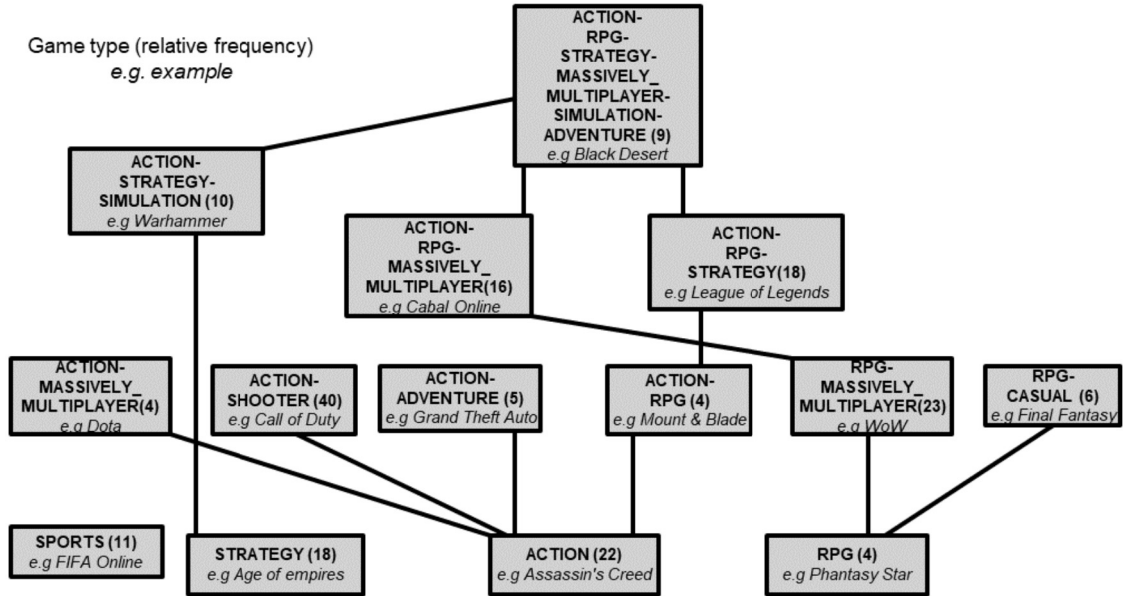 Game type (relative frequency)
e.g. example
ACTION-
RPG-
STRATEGY-
MASSIVELY_
MULTIPLAYER-
SIMULATION-
ADVENTURE (9)
e.g Black Desert
ACTION-
STRATEGY-
SIMULATION (10)
e.g Warhammer
ACTION-
RPG-
MASSIVELY_
MULTIPLAYER(16)
e.g Cabal Online
ACTION-
RPG-
STRATEGY(18)
e.g League of Legends
ACTION-
MASSIVELY_
MULTIPLAYER(4)
e.g Dota
ACTION-
SHOOTER (40)
e.g Call of Duty
ACTION-
ADVENTURE (5)
e.g Grand Theft Auto
ACTION-
RPG (4)
e.g Mount & Blade
RPG-
MASSIVELY_
MULTIPLAYER(23)
e.g WoW
RPG-
CASUAL (6)
e.g Final Fantasy
SPORTS (11)
e.g FIFA Online
STRATEGY (18)
e.g Age of empires
ACTION (22)
e.g Assassin's Creed
RPG (4)
e.g Phantasy Star